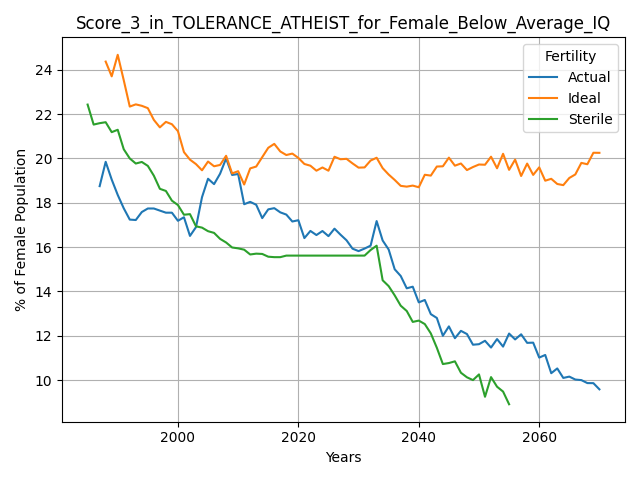 Score_3_in_TOLERANCE_ATHEIST_for_Female_Below_Average_IQ
Fertility
Actual
Ideal
Sterile
% of Female Population
24
22
20
18
16
14
12
10
2000 2020 2040 2060
Years